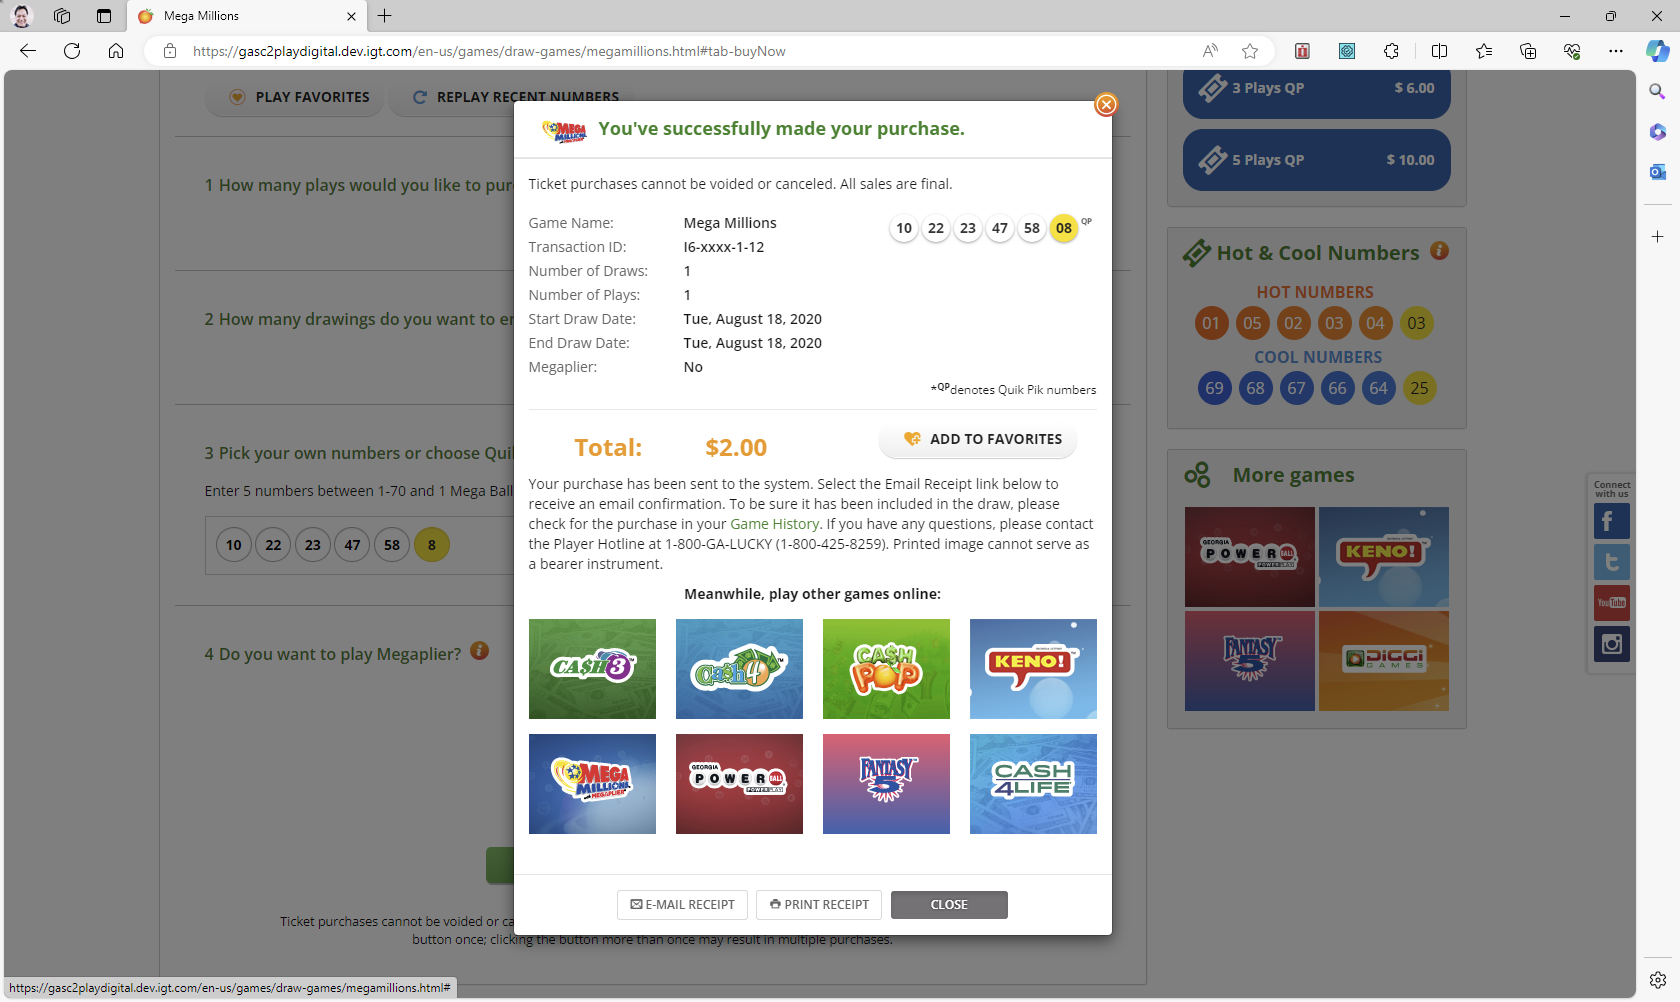 Mega Millions
https://gasc2playdigital.dev.igt.com/en-us/games/draw-games/megamillions.html#tab-buyNow
PLAY FAVORITES
REPLAY RECENT NUMBERS
1 How many plays would you like to pur
2 How many drawings do you want to en
3 Pick your own numbers or choose Qui
Enter 5 numbers between 1-70 and 1 Mega Ball
10 22 23 47 58 8
4 Do you want to play Megaplier?
Ticket purchases cannot be voided or ca
button once; clicking the button more than once may result in multiple purchases.
MEGA MILLIONS
You've successfully made your purchase.
Ticket purchases cannot be voided or canceled. All sales are final.
Game Name: Mega Millions
10 22 23 47 58 08 QP
Transaction ID: I6-xxxx-1-12
Number of Draws: 1
Number of Plays: 1
Start Draw Date: Tue, August 18, 2020
End Draw Date: Tue, August 18, 2020
Megaplier: No
*QPdenotes Quik Pik numbers
Total: $2.00
ADD TO FAVORITES
Your purchase has been sent to the system. Select the Email Receipt link below to
receive an email confirmation. To be sure it has been included in the draw, please
check for the purchase in your Game History. If you have any questions, please contact
the Player Hotline at 1-800-GA-LUCKY (1-800-425-8259). Printed image cannot serve as
a bearer instrument.
Meanwhile, play other games online:
CA$H 3
Cash 4
CA$H POP
KENO!
MEGA MILLIONS MEGAPLIER
GEORGIA POWERBALL POWER PLAY
FANTASY 5
CASH 4 LIFE
E-MAIL RECEIPT
PRINT RECEIPT
CLOSE
3 Plays QP $ 6.00
5 Plays QP $ 10.00
Hot & Cool Numbers
HOT NUMBERS
01 05 02 03 04 03
COOL NUMBERS
69 68 67 66 64 25
More games
GEORGIA POWERBALL POWER PLAY
KENO!
FANTASY 5
DiGGi GAMES
Connect
with us
YouTube
https://gasc2playdigital.dev.igt.com/en-us/games/draw-games/megamillions.html#